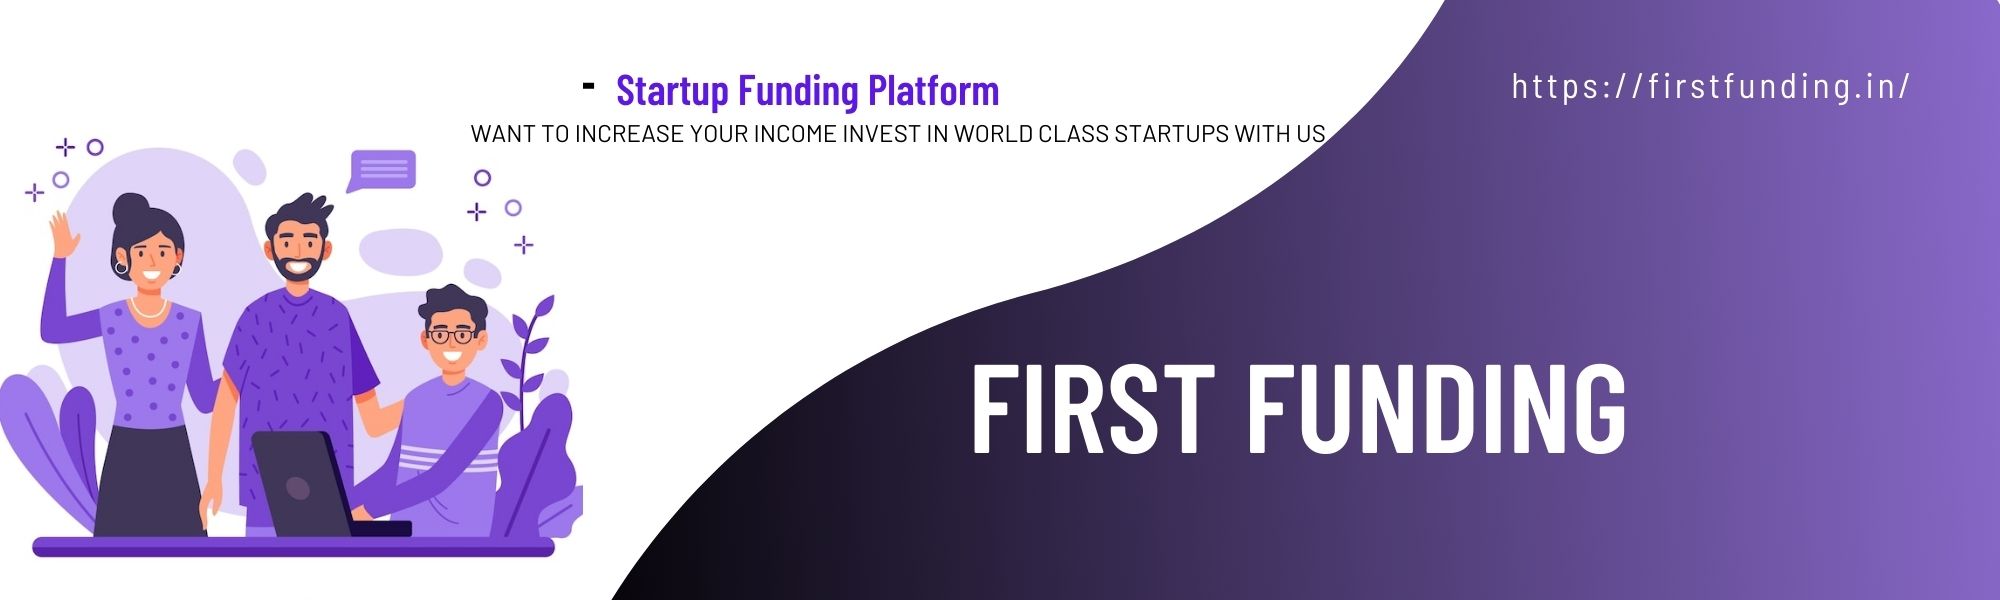 - Startup Funding Platform
WANT TO INCREASE YOUR INCOME INVEST IN WORLD CLASS STARTUPS WITH US
https://firstfunding.in/
FIRST FUNDING